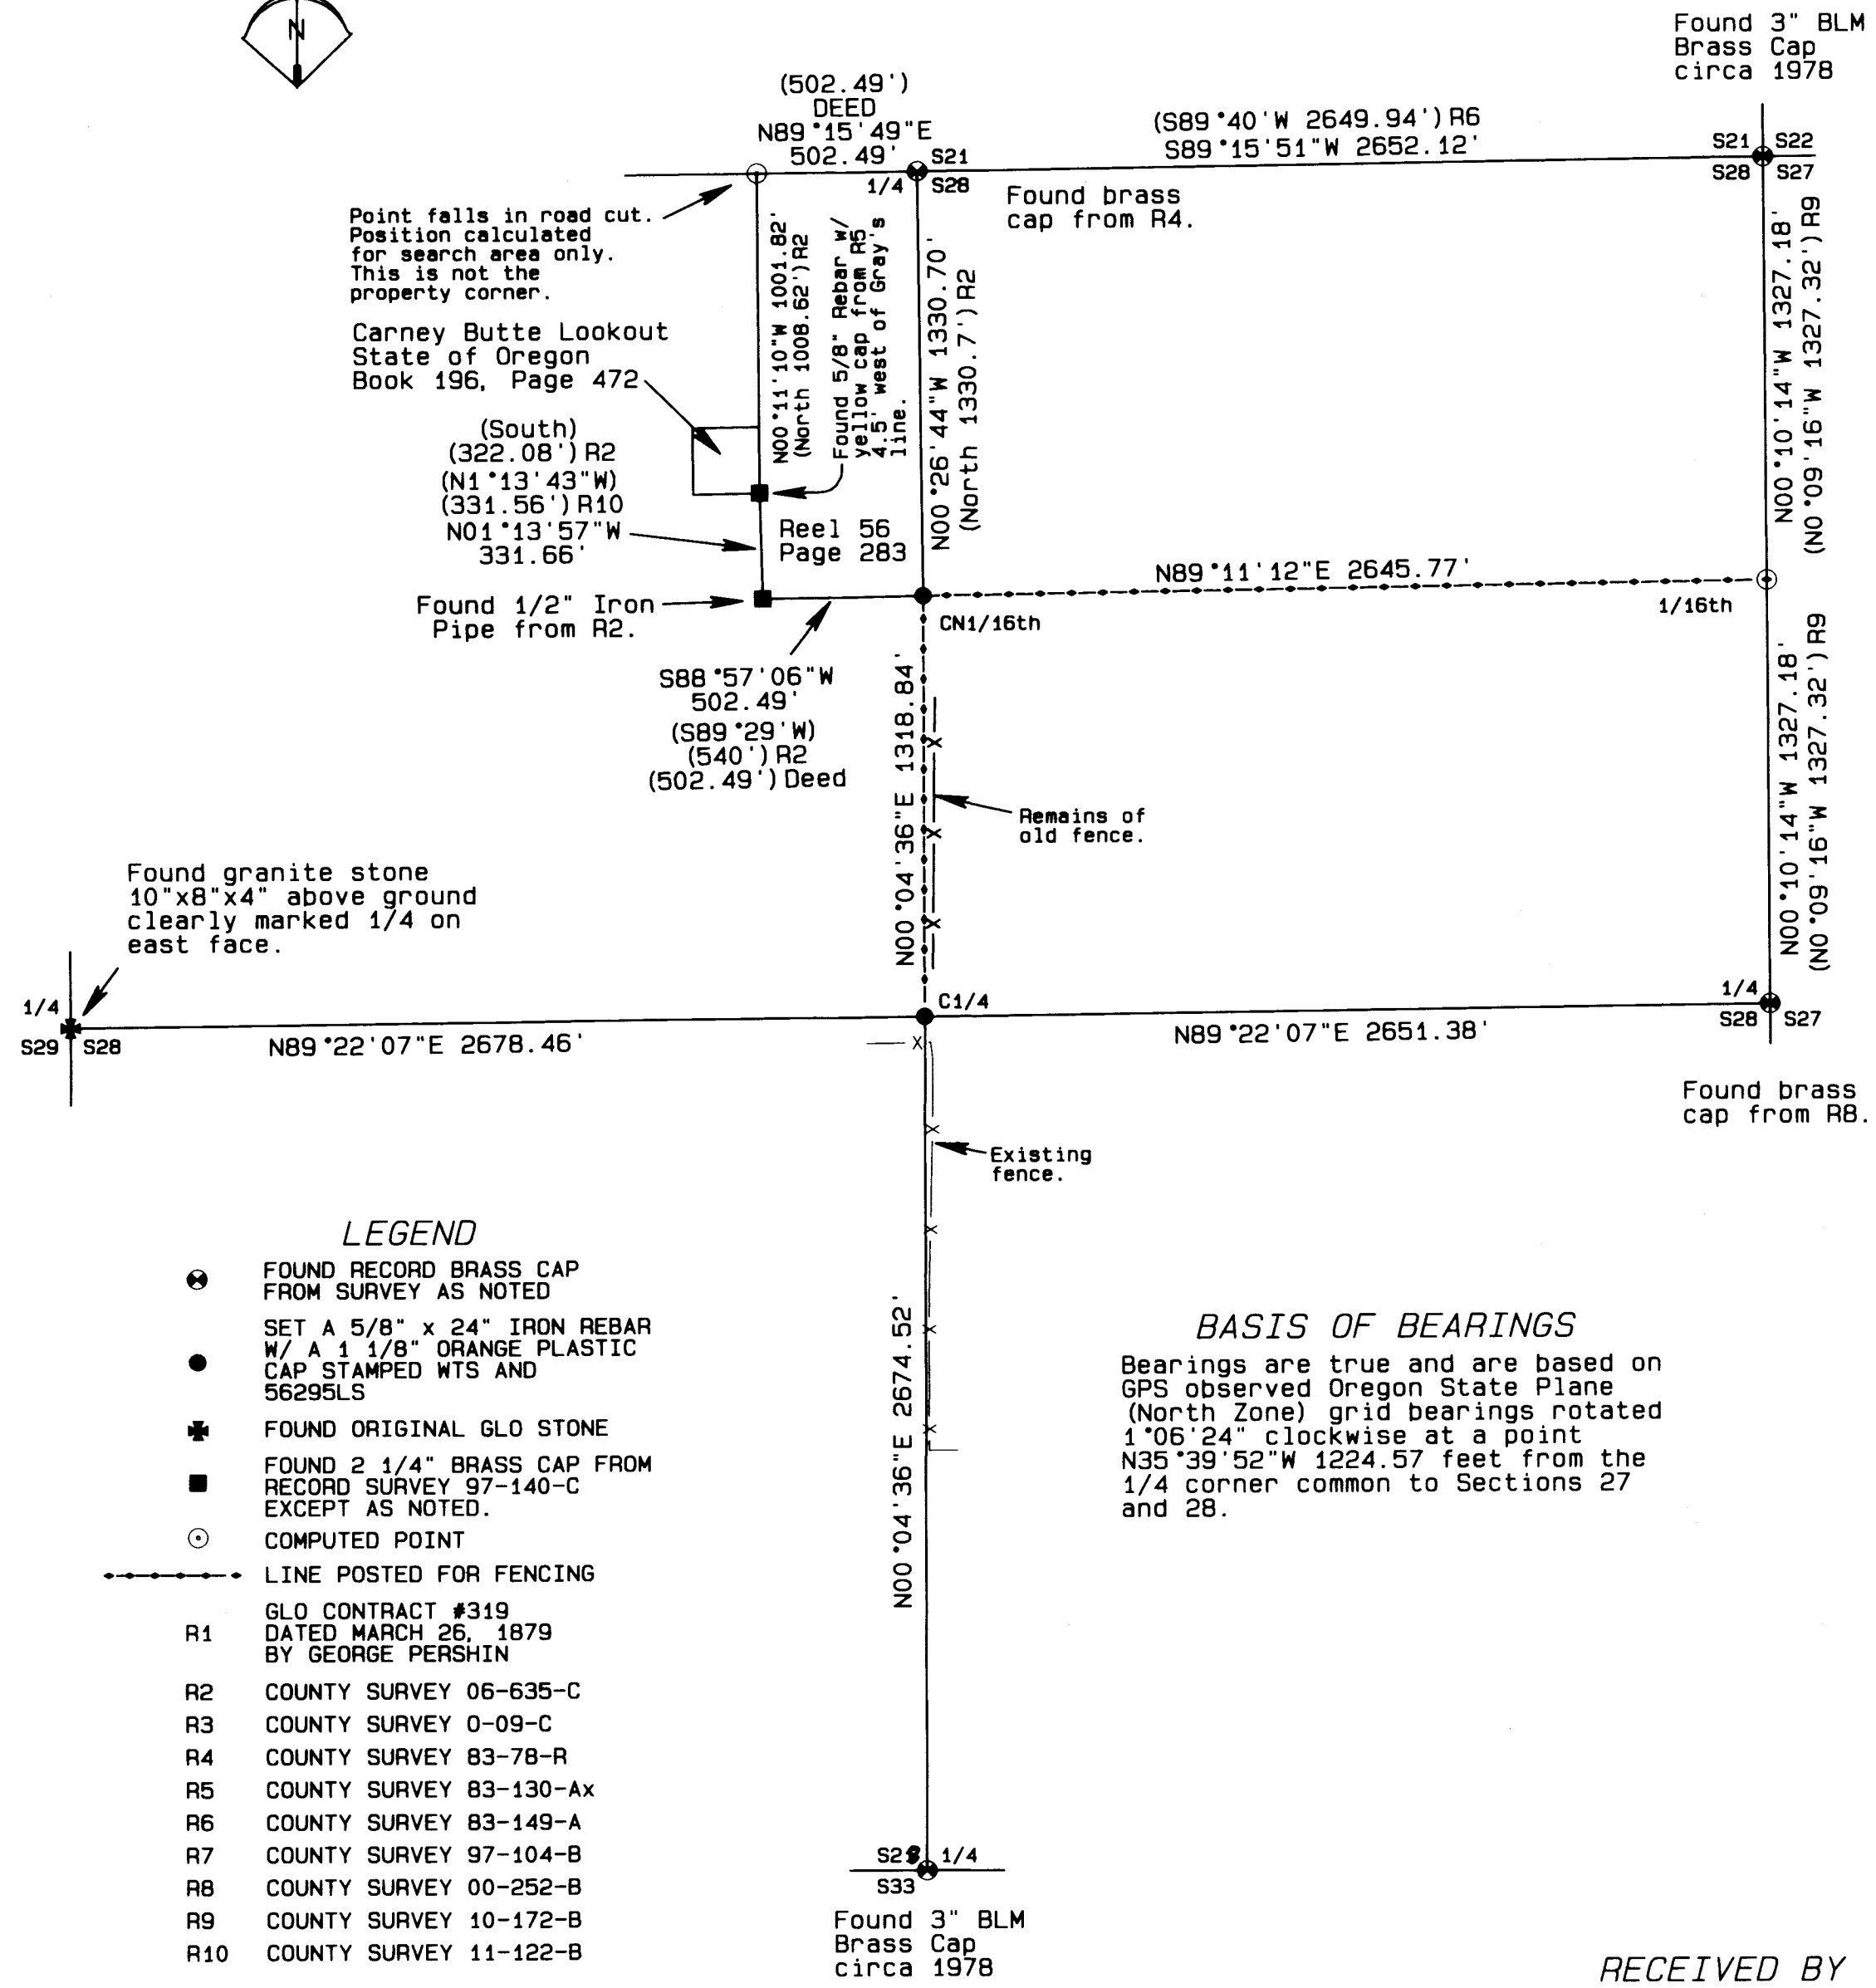 N
Found 3" BLM
Brass Cap
circa 1978
(502.49')
DEED
N89°15'49"E
502.49'
(S89°40'W 2649.94')R6
S89°15'51"W 2652.12'
S21
1/4
S28
S21
S22
S28
S27
Found brass
cap from R4.
Point falls in road cut.
Position calculated
for search area only.
This is not the
property corner.
Carney Butte Lookout
State of Oregon
Book 196, Page 472
N00°11'10"W 1001.82'
(North 1008.62')R2
Found 5/8" Rebar w/
yellow cap from R5
4.5' west of Gray's
line.
N00°26'44"W 1330.70'
(North 1330.7')R2
N00°10'14"W 1327.18'
(N0°09'16"W 1327.32')R9
(South)
(322.08')R2
(N1°13'43"W)
(331.56')R10
N01°13'57"W
331.66'
Reel 56
Page 283
N89°11'12"E 2645.77'
1/16th
Found 1/2" Iron
Pipe from R2.
CN1/16th
S88°57'06"W
502.49'
(S89°29'W)
(540')R2
(502.49')Deed
N00°04'36"E 1318.84'
Remains of
old fence.
N00°10'14"W 1327.18'
(N0°09'16"W 1327.32')R9
Found granite stone
10"x8"x4" above ground
clearly marked 1/4 on
east face.
1/4
S29
S28
N89°22'07"E 2678.46'
C1/4
N89°22'07"E 2651.38'
1/4
S28
S27
Found brass
cap from R8.
Existing
fence.
N00°04'36"E 2674.52'
LEGEND
FOUND RECORD BRASS CAP
FROM SURVEY AS NOTED
SET A 5/8" x 24" IRON REBAR
W/ A 1 1/8" ORANGE PLASTIC
CAP STAMPED WTS AND
56295LS
FOUND ORIGINAL GLO STONE
FOUND 2 1/4" BRASS CAP FROM
RECORD SURVEY 97-140-C
EXCEPT AS NOTED.
COMPUTED POINT
LINE POSTED FOR FENCING
R1 GLO CONTRACT #319
DATED MARCH 26, 1879
BY GEORGE PERSHIN
R2 COUNTY SURVEY 06-635-C
R3 COUNTY SURVEY 0-09-C
R4 COUNTY SURVEY 83-78-R
R5 COUNTY SURVEY 83-130-Ax
R6 COUNTY SURVEY 83-149-A
R7 COUNTY SURVEY 97-104-B
R8 COUNTY SURVEY 00-252-B
R9 COUNTY SURVEY 10-172-B
R10 COUNTY SURVEY 11-122-B
BASIS OF BEARINGS
Bearings are true and are based on
GPS observed Oregon State Plane
(North Zone) grid bearings rotated
1°06'24" clockwise at a point
N35°39'52"W 1224.57 feet from the
1/4 corner common to Sections 27
and 28.
S28
1/4
S33
Found 3" BLM
Brass Cap
circa 1978
RECEIVED BY